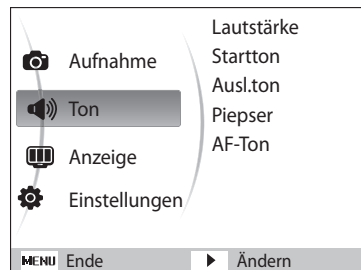 Aufnahme
Ton
Anzeige
Einstellungen
Lautstärke
Startton
Ausl.ton
Piepser
AF-Ton
MENU Ende
Ändern